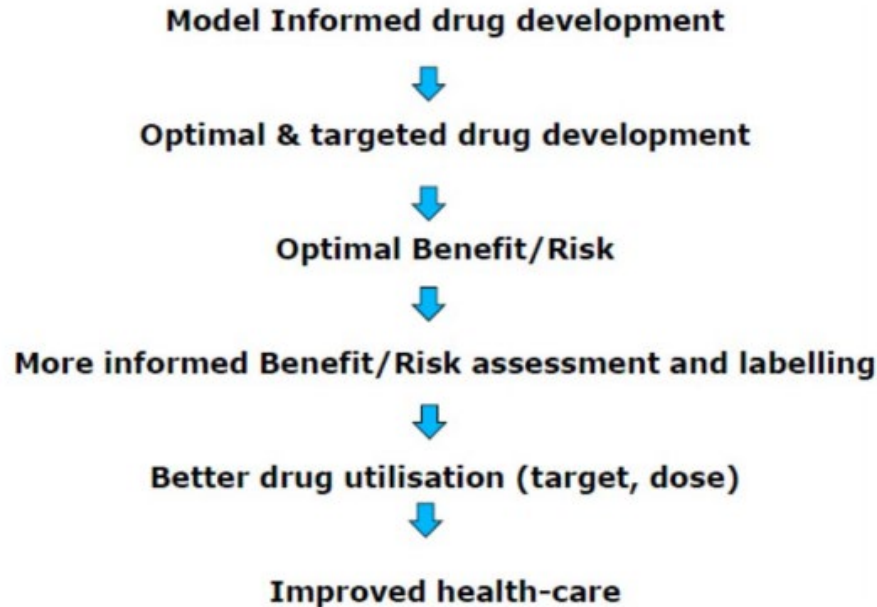 Model Informed drug development
Optimal & targeted drug development
Optimal Benefit/Risk
More informed Benefit/Risk assessment and labelling
Better drug utilisation (target, dose)
Improved health-care